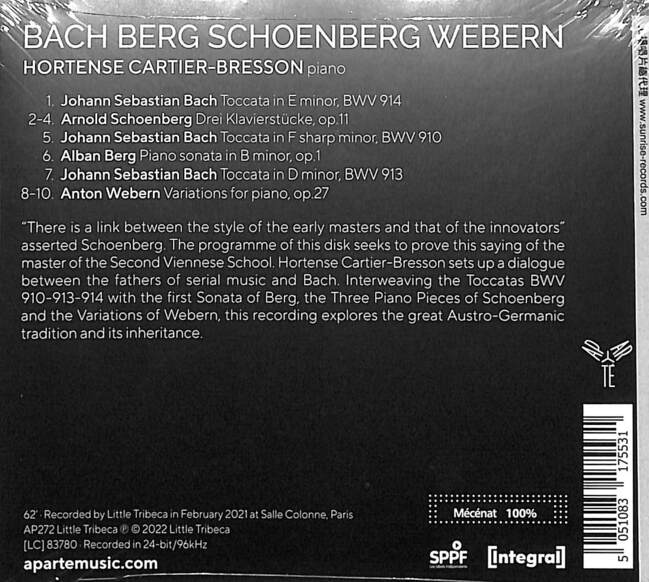 BACH BERG SCHOENBERG WEBERN
HORTENSE CARTIER-BRESSON piano
1. Johann Sebastian Bach Toccata in E minor, BWV 914
2-4. Arnold Schoenberg Drei Klavierstücke, op.11
5. Johann Sebastian Bach Toccata in F sharp minor, BWV 910
6. Alban Berg Piano sonata in B minor, op.1
7. Johann Sebastian Bach Toccata in D minor, BWV 913
8-10. Anton Webern Variations for piano, op.27
“There is a link between the style of the early masters and that of the innovators”
asserted Schoenberg. The programme of this disk seeks to prove this saying of the
master of the Second Viennese School. Hortense Cartier-Bresson sets up a dialogue
between the fathers of serial music and Bach. Interweaving the Toccatas BWV
910-913-914 with the first Sonata of Berg, the Three Piano Pieces of Schoenberg
and the Variations of Webern, this recording explores the great Austro-Germanic
tradition and its inheritance.
62’ · Recorded by Little Tribeca in February 2021 at Salle Colonne, Paris
AP272 Little Tribeca ℗ © 2022 Little Tribeca
[LC] 83780 · Recorded in 24-bit/96kHz
apartemusic.com
Mécénat 100%
SPPF
[integral]
APAR
TÉ
5 051083 175531
唱片總代理 www.sunrise-records.com